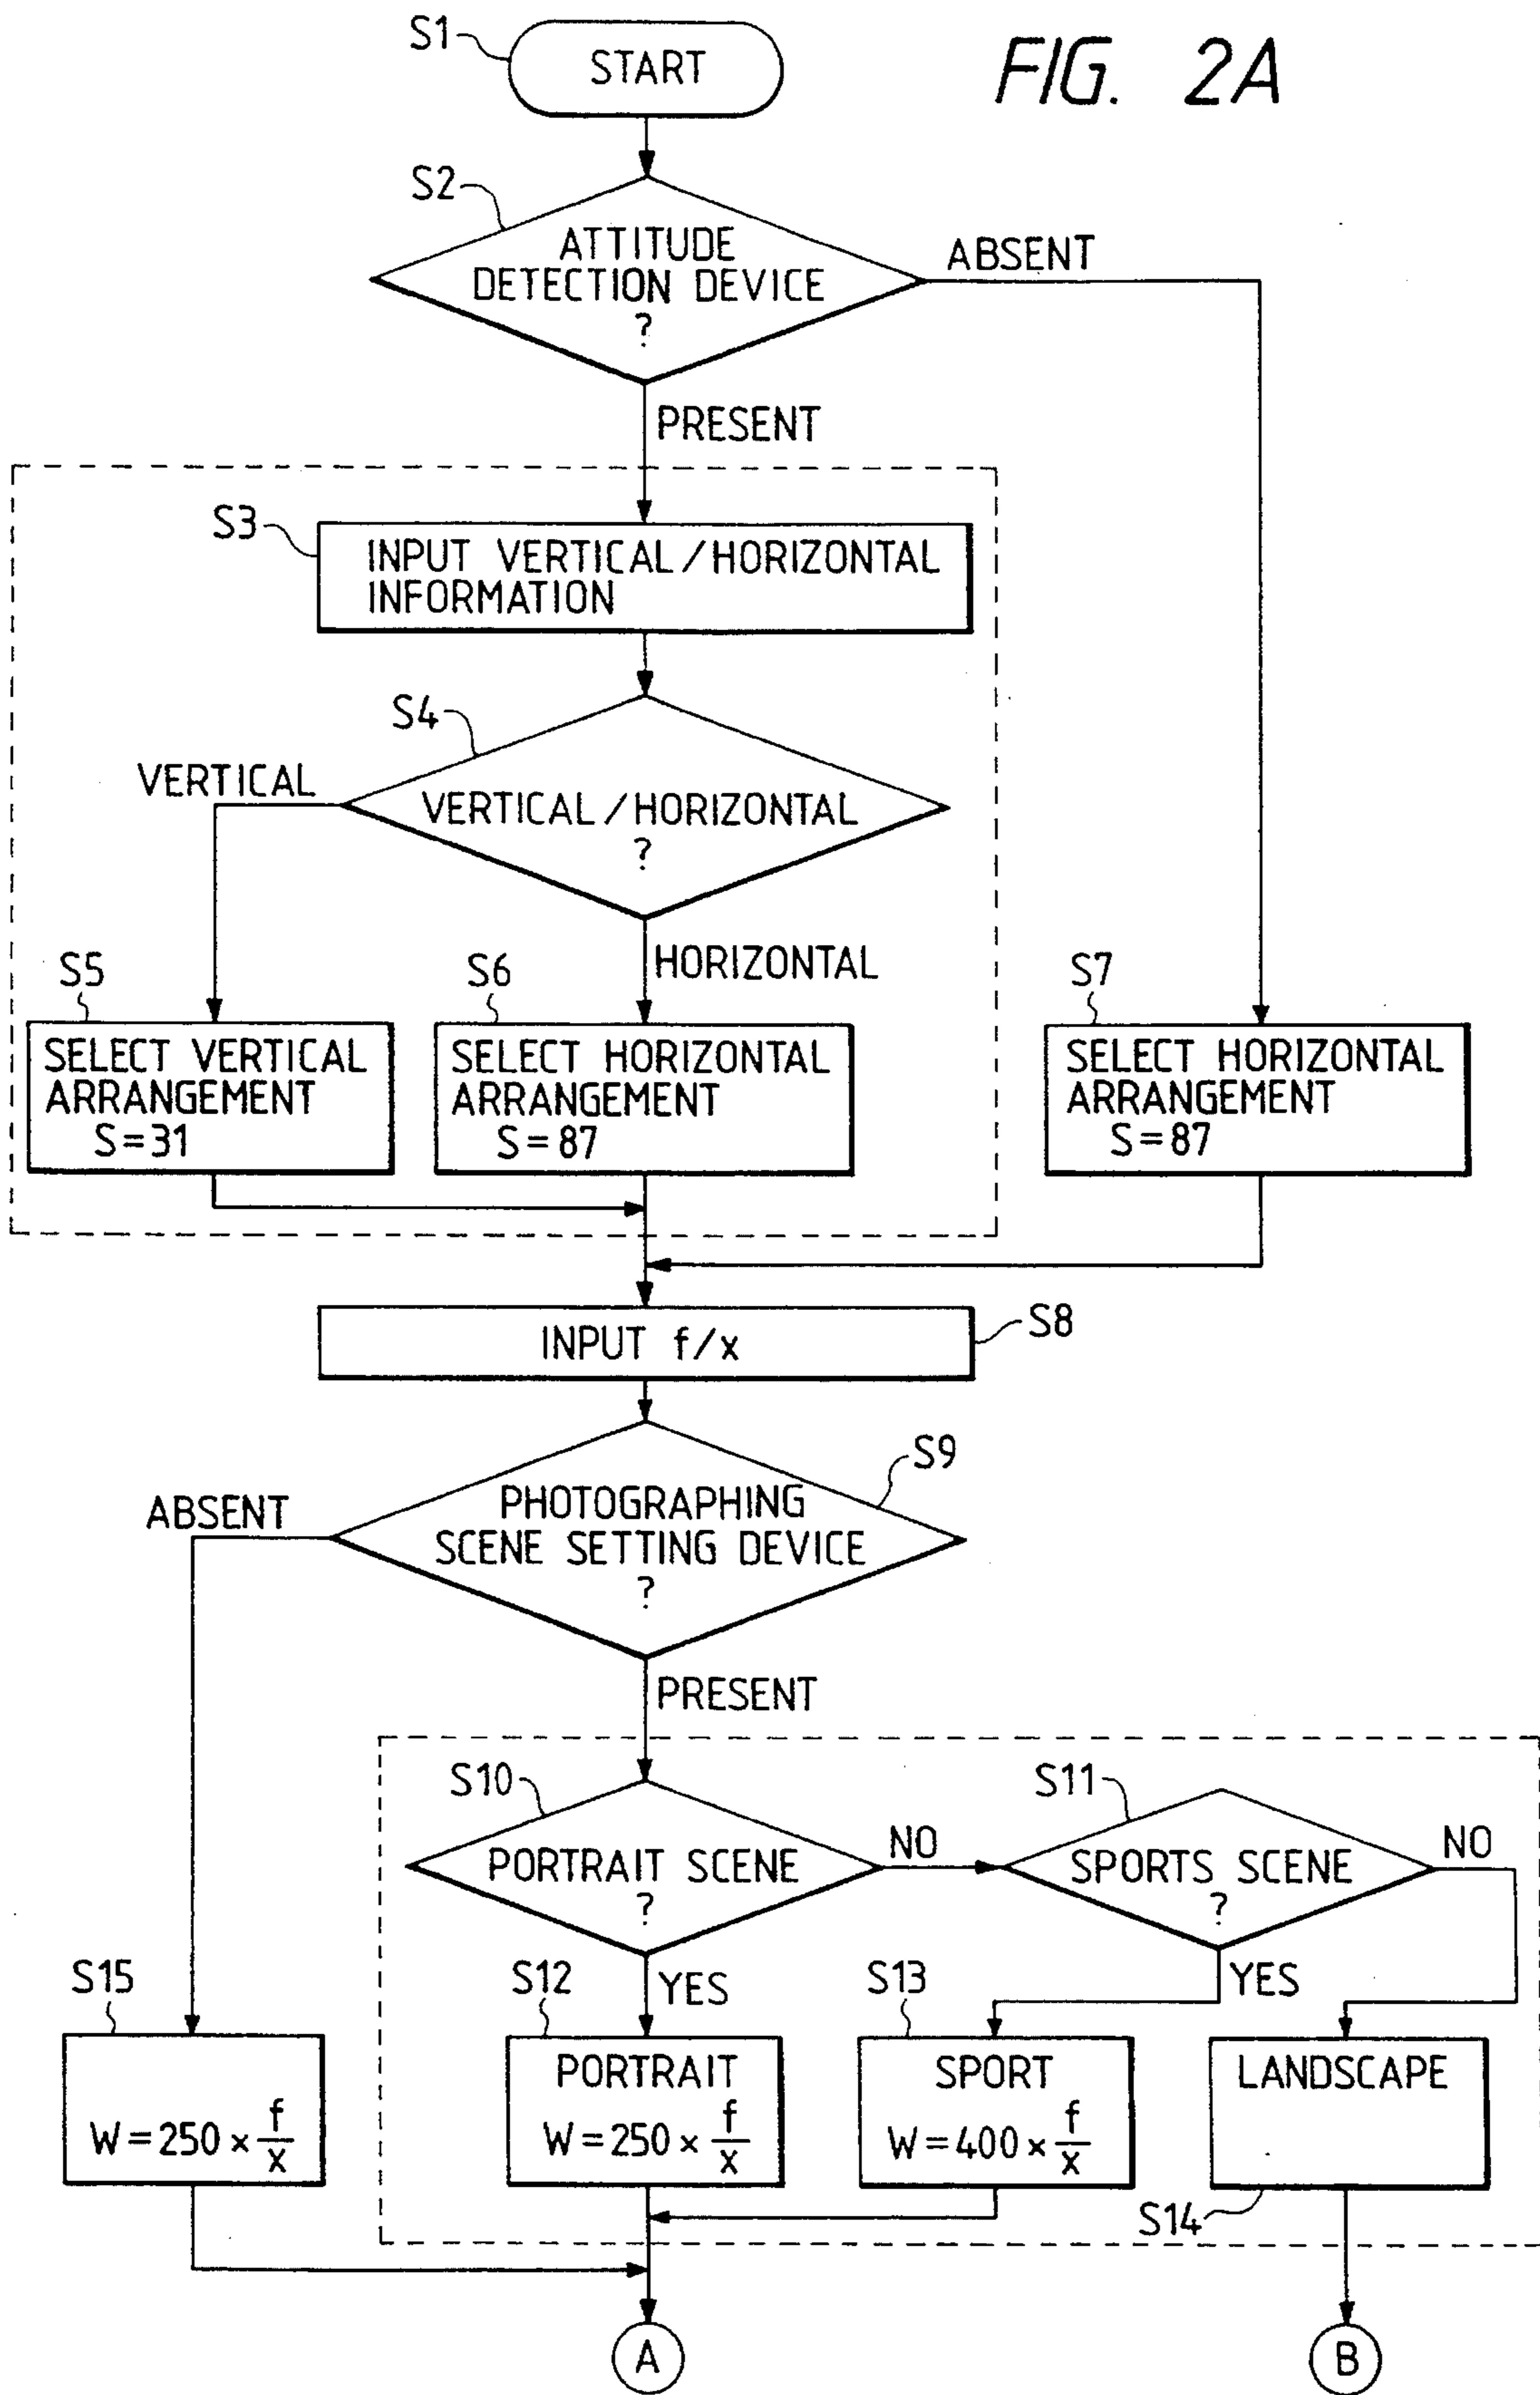 FIG. 2A
S1
START
S2
ATTITUDE
DETECTION DEVICE
?
ABSENT
PRESENT
S3
INPUT VERTICAL/HORIZONTAL
INFORMATION
S4
VERTICAL
VERTICAL/HORIZONTAL
?
HORIZONTAL
S5
SELECT VERTICAL
ARRANGEMENT
S=31
S6
SELECT HORIZONTAL
ARRANGEMENT
S=87
S7
SELECT HORIZONTAL
ARRANGEMENT
S=87
INPUT f/x
S8
S9
ABSENT
PHOTOGRAPHING
SCENE SETTING DEVICE
?
PRESENT
S10
PORTRAIT SCENE
?
NO
S11
SPORTS SCENE
?
NO
YES
YES
S15
W=250×f/x
S12
PORTRAIT
W=250×f/x
S13
SPORT
W=400×f/x
LANDSCAPE
S14
A
B